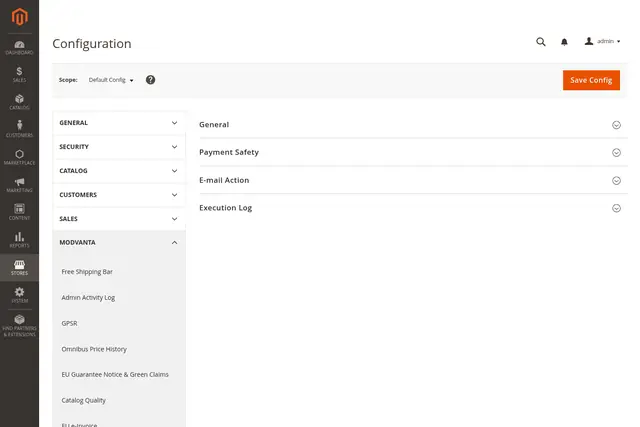 Configuration
admin
Scope:
Default Config
?
Save Config
DASHBOARD
SALES
CATALOG
CUSTOMERS
MARKETPLACE
MARKETING
CONTENT
REPORTS
STORES
SYSTEM
FIND PARTNERS
& EXTENSIONS
GENERAL
SECURITY
CATALOG
CUSTOMERS
SALES
MODVANTA
Free Shipping Bar
Admin Activity Log
GPSR
Omnibus Price History
EU Guarantee Notice & Green Claims
Catalog Quality
EU e-Invoice
General
Payment Safety
E-mail Action
Execution Log